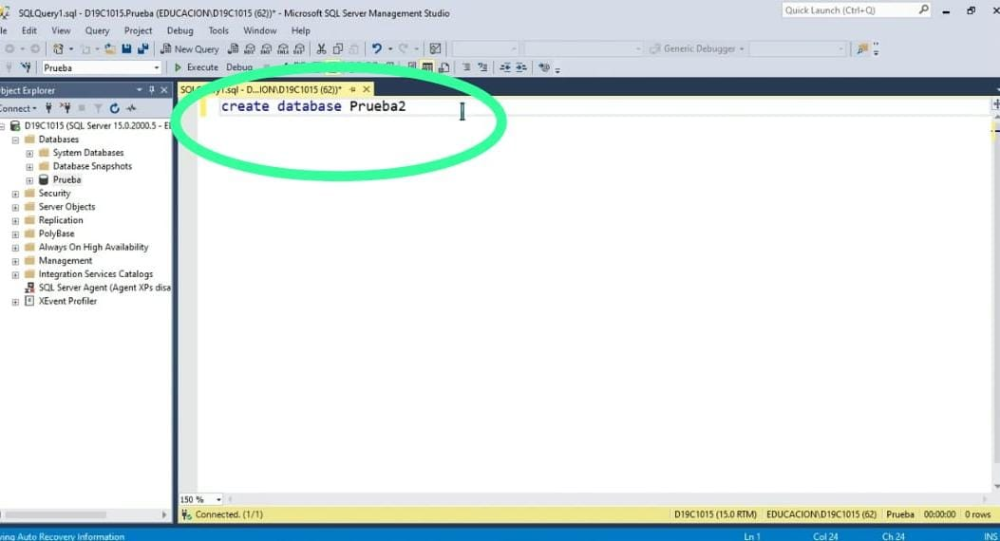 SQLQuery1.sql - D19C1015.Prueba (EDUCACION\D19C1015 (62))* - Microsoft SQL Server Management Studio
Quick Launch (Ctrl+Q)
Edit View Query Project Debug Tools Window Help
New Query
Generic Debugger
Prueba
Execute Debug
bject Explorer
D...ION\D19C1015 (62))*
onnect
create database Prueba2
D19C1015 (SQL Server 15.0.2000.5 -
Databases
System Databases
Database Snapshots
Prueba
Security
Server Objects
Replication
PolyBase
Always On High Availability
Management
Integration Services Catalogs
SQL Server Agent (Agent XPs disa
XEvent Profiler
150 %
Connected. (1/1)
D19C1015 (15.0 RTM) EDUCACION\D19C1015 (62) Prueba 00:00:00 0 rows
ving Auto Recovery Information
Ln 1 Col 24 Ch 24 INS